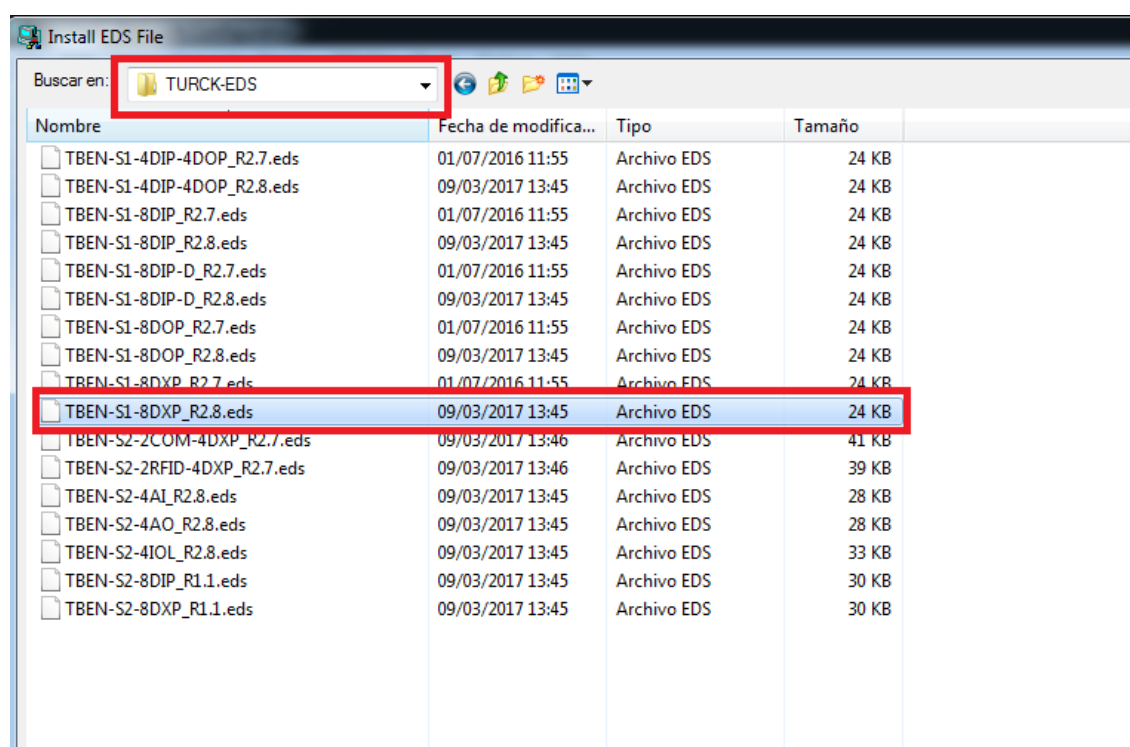 Install EDS File
Buscar en: TURCK-EDS
Nombre Fecha de modifica... Tipo Tamaño
TBEN-S1-4DIP-4DOP_R2.7.eds 01/07/2016 11:55 Archivo EDS 24 KB
TBEN-S1-4DIP-4DOP_R2.8.eds 09/03/2017 13:45 Archivo EDS 24 KB
TBEN-S1-8DIP_R2.7.eds 01/07/2016 11:55 Archivo EDS 24 KB
TBEN-S1-8DIP_R2.8.eds 09/03/2017 13:45 Archivo EDS 24 KB
TBEN-S1-8DIP-D_R2.7.eds 01/07/2016 11:55 Archivo EDS 24 KB
TBEN-S1-8DIP-D_R2.8.eds 09/03/2017 13:45 Archivo EDS 24 KB
TBEN-S1-8DOP_R2.7.eds 01/07/2016 11:55 Archivo EDS 24 KB
TBEN-S1-8DOP_R2.8.eds 09/03/2017 13:45 Archivo EDS 24 KB
TBEN-S1-8DXP_R2.7.eds 01/07/2016 11:55 Archivo EDS 24 KB
TBEN-S1-8DXP_R2.8.eds 09/03/2017 13:45 Archivo EDS 24 KB
TBEN-S2-2COM-4DXP_R2.7.eds 09/03/2017 13:46 Archivo EDS 41 KB
TBEN-S2-2RFID-4DXP_R2.7.eds 09/03/2017 13:46 Archivo EDS 39 KB
TBEN-S2-4AI_R2.8.eds 09/03/2017 13:45 Archivo EDS 28 KB
TBEN-S2-4AO_R2.8.eds 09/03/2017 13:45 Archivo EDS 28 KB
TBEN-S2-4IOL_R2.8.eds 09/03/2017 13:45 Archivo EDS 33 KB
TBEN-S2-8DIP_R1.1.eds 09/03/2017 13:45 Archivo EDS 30 KB
TBEN-S2-8DXP_R1.1.eds 09/03/2017 13:45 Archivo EDS 30 KB